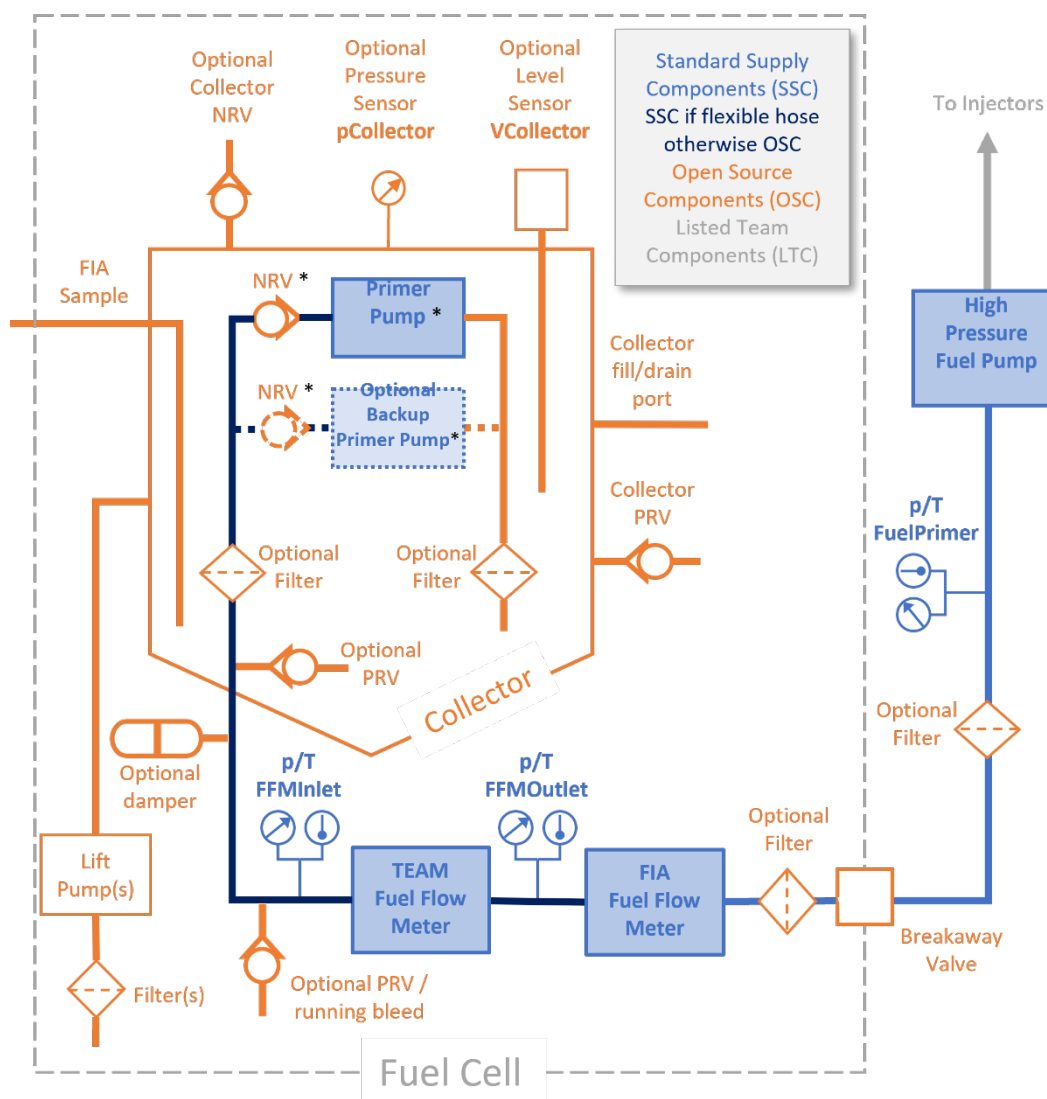 Optional
Collector
NRV
Optional
Pressure
Sensor
pCollector
Optional
Level
Sensor
VCollector
Standard Supply
Components (SSC)
SSC if flexible hose
otherwise OSC
Open Source
Components (OSC)
Listed Team
Components (LTC)
To Injectors
FIA
Sample
NRV *
Primer
Pump *
High
Pressure
Fuel Pump
Collector
fill/drain
port
NRV *
Optional
Backup
Primer Pump*
Collector
PRV
p/T
FuelPrimer
Optional
Filter
Optional
Filter
Optional
PRV
Collector
Optional
Filter
Optional
damper
p/T
FFMInlet
p/T
FFMOutlet
Optional
Filter
Lift
Pump(s)
TEAM
Fuel Flow
Meter
FIA
Fuel Flow
Meter
Breakaway
Valve
Filter(s)
Optional PRV /
running bleed
Fuel Cell